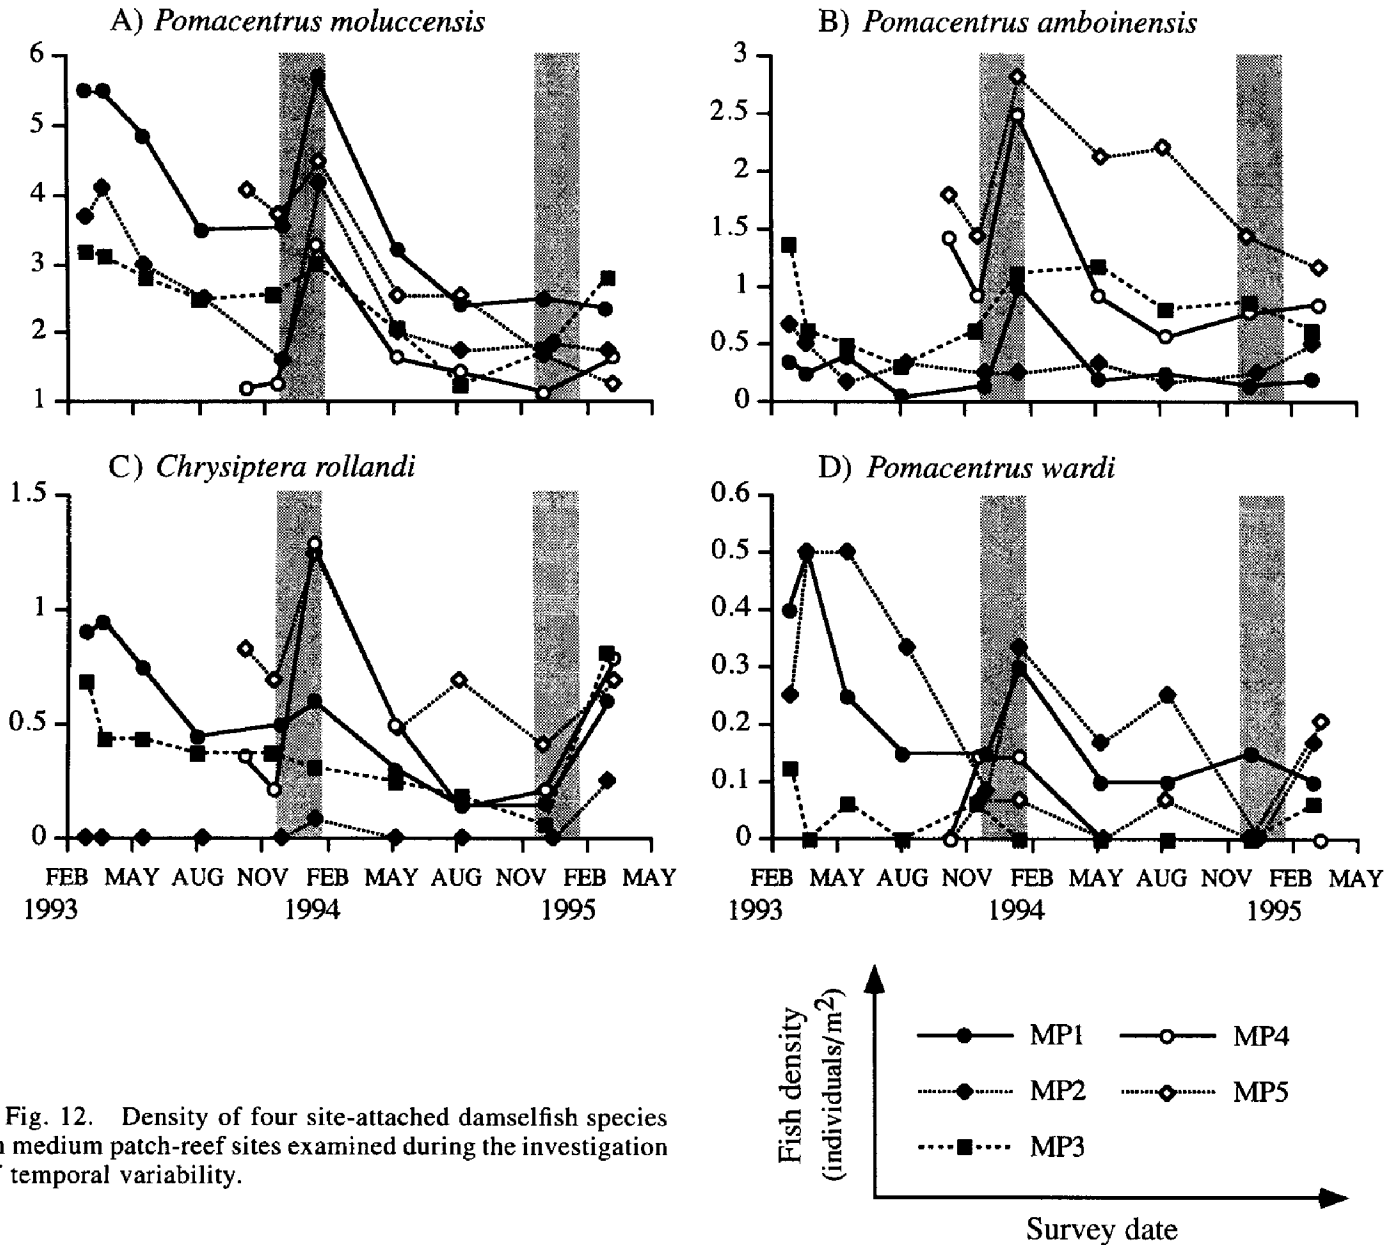 A) Pomacentrus moluccensis
6
5
4
3
2
1
B) Pomacentrus amboinensis
3
2.5
2
1.5
1
0.5
0
C) Chrysiptera rollandi
1.5
1
0.5
0
FEB MAY AUG NOV FEB MAY AUG NOV FEB MAY
1993 1994 1995
D) Pomacentrus wardi
0.6
0.5
0.4
0.3
0.2
0.1
0
FEB MAY AUG NOV FEB MAY AUG NOV FEB MAY
1993 1994 1995
Fish density
(individuals/m2)
MP1 MP4
MP2 MP5
MP3
Survey date
Fig. 12. Density of four site-attached damselfish species
medium patch-reef sites examined during the investigation
temporal variability.